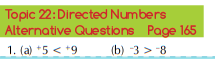 Topic 22: Directed Numbers
Alternative Questions Page 165
1. (a) ⁺5 < ⁺9 (b) ⁻3 > ⁻8